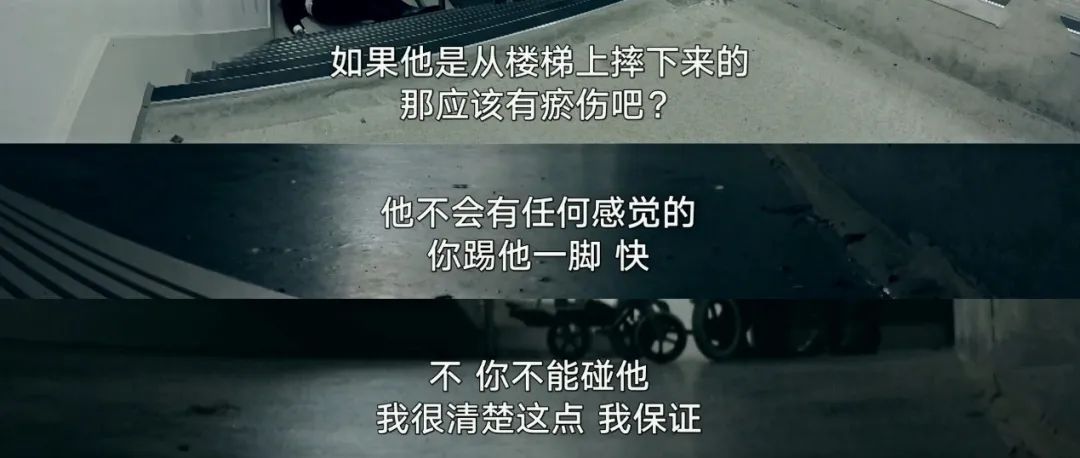 如果他是从楼梯上摔下来的
那应该有瘀伤吧？
他不会有任何感觉的
你踢他一脚 快
不 你不能碰他
我很清楚这点 我保证